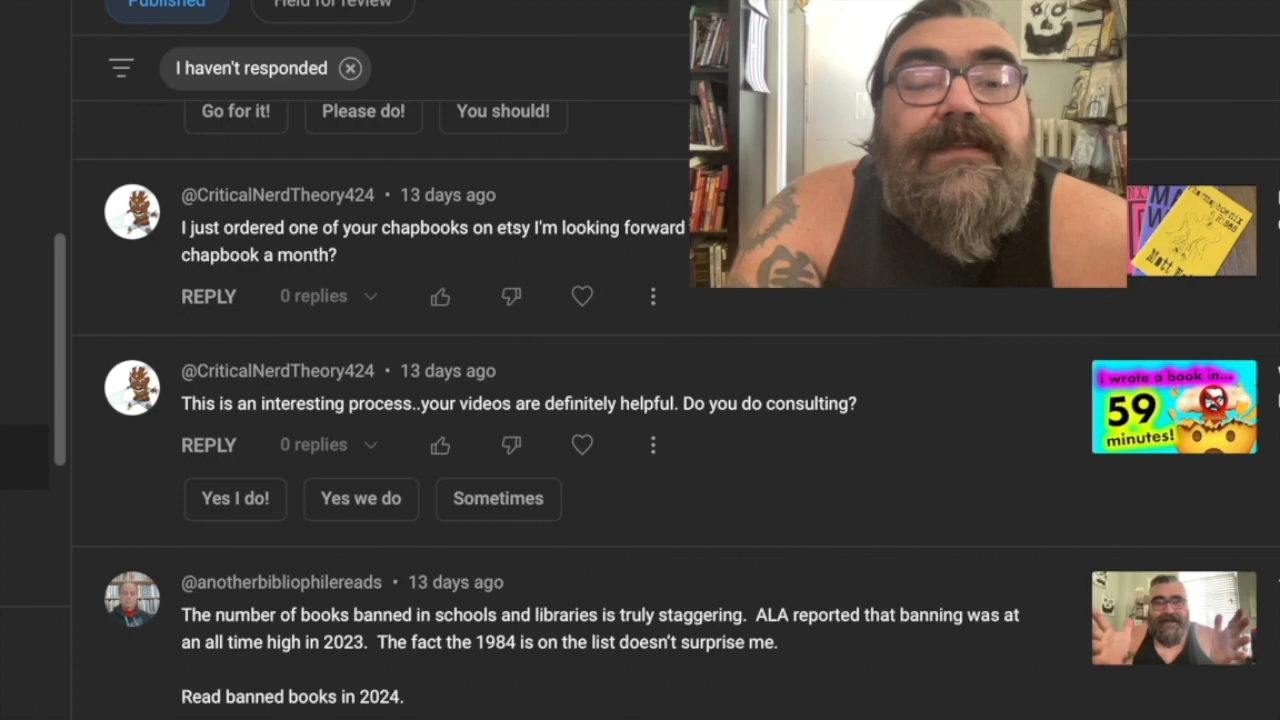 Published
Held for review
I haven't responded
Go for it!
Please do!
You should!
@CriticalNerdTheory424 • 13 days ago
I just ordered one of your chapbooks on etsy I'm looking forward
chapbook a month?
REPLY
0 replies
@CriticalNerdTheory424 • 13 days ago
This is an interesting process..your videos are definitely helpful. Do you do consulting?
i wrote a book in...
59
minutes!
REPLY
0 replies
Yes I do!
Yes we do
Sometimes
@anotherbibliophilereads • 13 days ago
The number of books banned in schools and libraries is truly staggering. ALA reported that banning was at
an all time high in 2023. The fact the 1984 is on the list doesn't surprise me.
Read banned books in 2024.